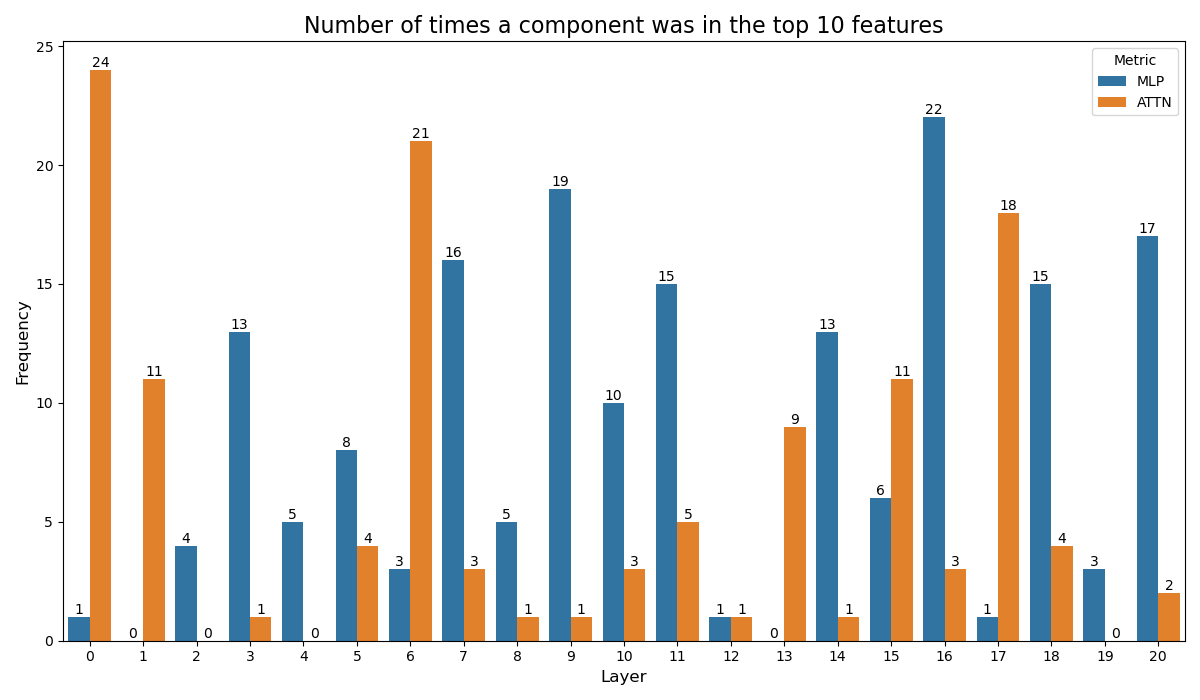 Number of times a component was in the top 10 features
Metric
MLP
ATTN
Frequency
25
20
15
10
5
0
1 24 0 11 4 0 13 1 5 0 8 4 3 21 16 3 5 1 19 1 10 3 15 5 1 1 0 9 13 1 6 11 22 3 1 18 15 4 3 0 17 2
0 1 2 3 4 5 6 7 8 9 10 11 12 13 14 15 16 17 18 19 20
Layer